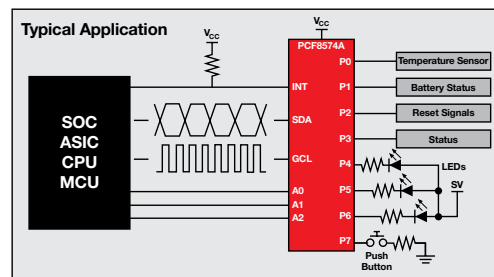 Typical Application
VCC
VCC
PCF8574A
P0
Temperature Sensor
INT
P1
Battery Status
SOC
ASIC
CPU
MCU
SDA
P2
Reset Signals
P3
Status
GCL
P4
LEDs
A0
P5
SV
A1
A2
P6
P7
Push
Button